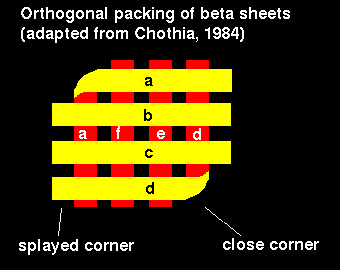 Orthogonal packing of beta sheets
(adapted from Chothia, 1984)
a
b
a f e d
c
d
splayed corner
close corner